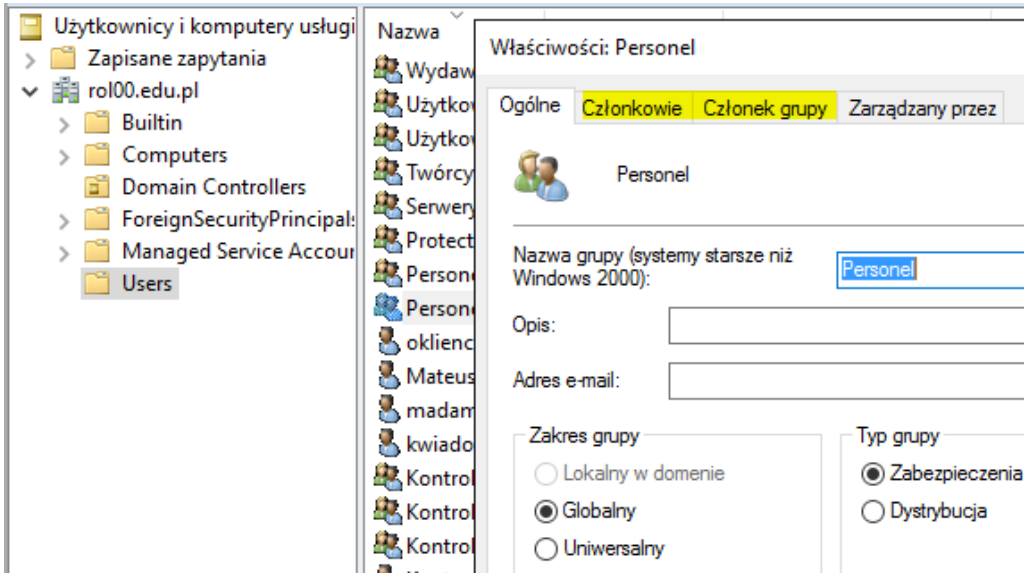 Użytkownicy i komputery usługi
Zapisane zapytania
rol00.edu.pl
Builtin
Computers
Domain Controllers
ForeignSecurityPrincipal
Managed Service Accour
Users
Nazwa
Wydaw
Użytkow
Użytkow
Twórcy
Serwery
Protect
Persone
Persone
oklienc
Mateus
madam
kwiado
Kontrol
Kontrol
Kontrol
Właściwości: Personel
Ogólne Członkowie Członek grupy Zarządzany przez
Personel
Nazwa grupy (systemy starsze niż
Windows 2000):
Personel
Opis:
Adres e-mail:
Zakres grupy
Lokalny w domenie
Globalny
Uniwersalny
Typ grupy
Zabezpieczenia
Dystrybucja